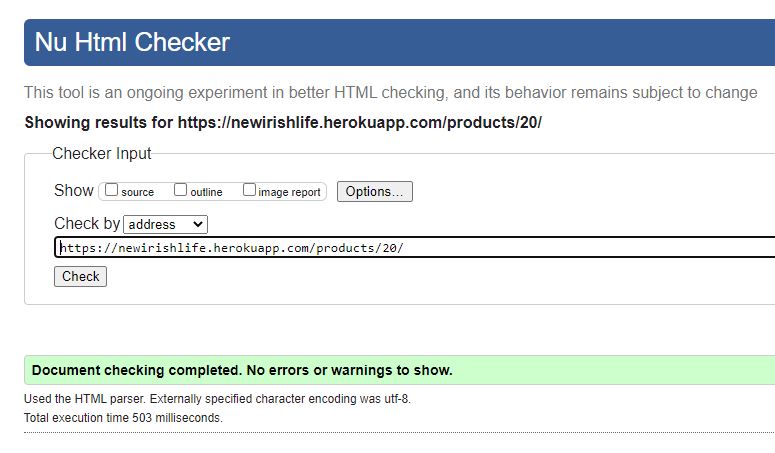 Nu Html Checker
This tool is an ongoing experiment in better HTML checking, and its behavior remains subject to change
Showing results for https://newirishlife.herokuapp.com/products/20/
Checker Input
Show source outline image report Options...
Check by address
https://newirishlife.herokuapp.com/products/20/
Check
Document checking completed. No errors or warnings to show.
Used the HTML parser. Externally specified character encoding was utf-8.
Total execution time 503 milliseconds.